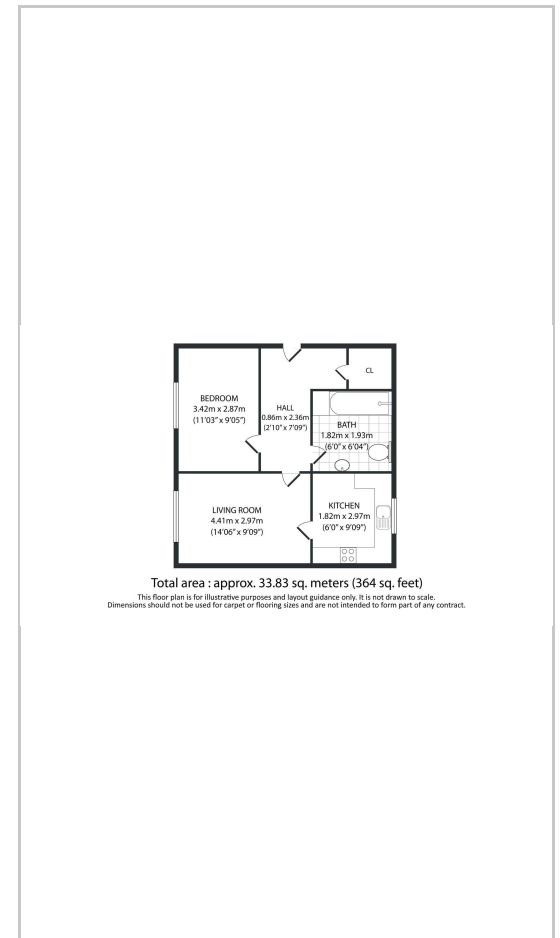 BEDROOM
3.42m x 2.87m
(11'03” x 9'05”)
HALL
0.86m x 2.36m
(2'10” x 7'09”)
CL
BATH
1.82m x 1.93m
(6'0” x 6'04”)
LIVING ROOM
4.41m x 2.97m
(14'06” x 9'09”)
KITCHEN
1.82m x 2.97m
(6'0” x 9'09”)
Total area : approx. 33.83 sq. meters (364 sq. feet)
This floor plan is for illustrative purposes and layout guidance only. It is not drawn to scale.
Dimensions should not be used for carpet or flooring sizes and are not intended to form part of any contract.